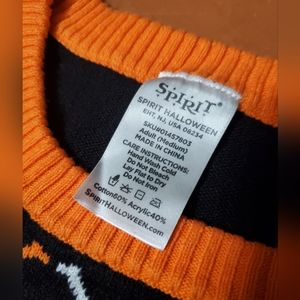 SPIRIT
SPIRIT HALLOWEEN
EHT, NJ, USA 08234
SKU#01457803
Adult (Medium)
MADE IN CHINA
CARE INSTRUCTIONS:
Hand Wash Cold
Do Not Bleach
Lay Flat to Dry
Do Not Iron
Cotton60% Acrylic40%
SPIRITHALLOWEEN.COM